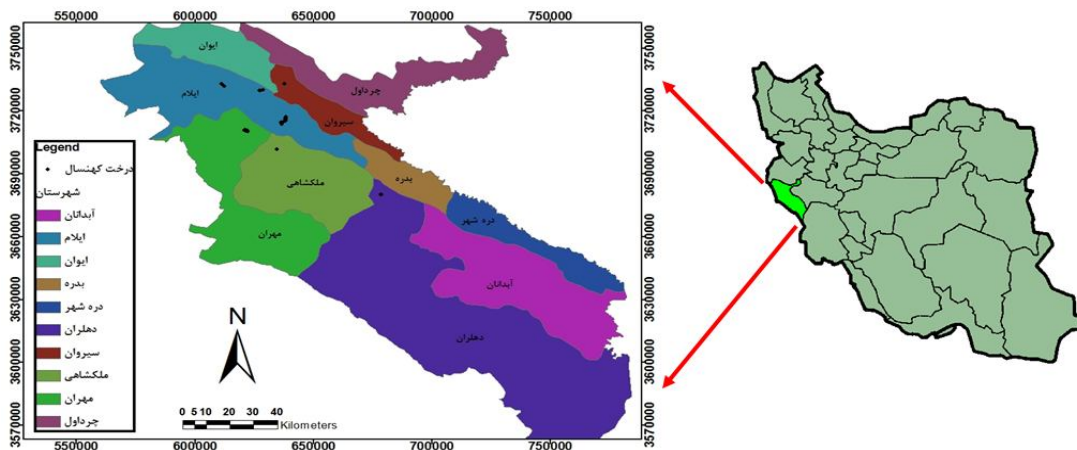 550000 600000 650000 700000 750000
3750000
3720000
3690000
3660000
3630000
3600000
3570000
ایوان
چرداول
ایلام
سیروان
بدره
ملکشاهی
دره شهر
مهران
آبدانان
دهلران
Legend
درخت کهنسال
شهرستان
آبدانان
ایلام
ایوان
بدره
دره شهر
دهلران
سیروان
ملکشاهی
مهران
چرداول
N
0 5 10 20 30 40
Kilometers
3750000
3720000
3690000
3660000
3630000
3600000
3570000
550000 600000 650000 700000 750000